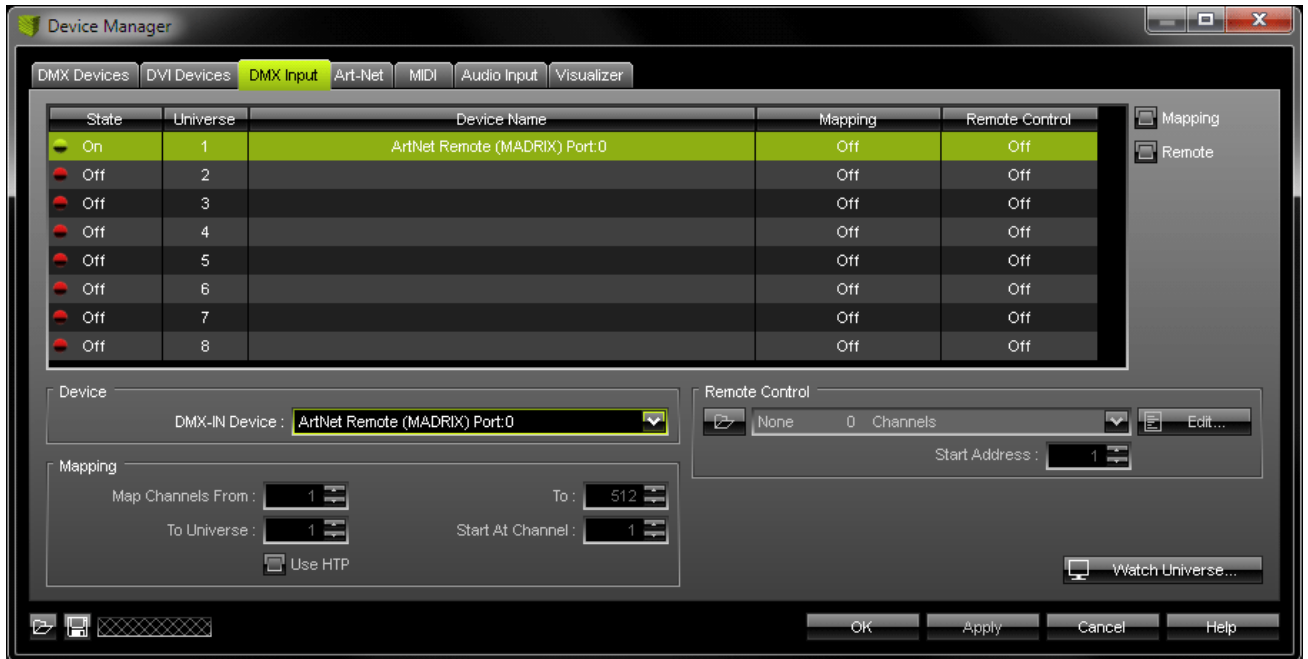 Device Manager
DMX Devices DVI Devices DMX Input Art-Net MIDI Audio Input Visualizer
State Universe Device Name Mapping Remote Control
On 1 ArtNet Remote (MADRIX) Port:0 Off Off
Off 2 Off Off
Off 3 Off Off
Off 4 Off Off
Off 5 Off Off
Off 6 Off Off
Off 7 Off Off
Off 8 Off Off
Mapping
Remote
Device
DMX-IN Device : ArtNet Remote (MADRIX) Port:0
Mapping
Map Channels From : 1 To : 512
To Universe : 1 Start At Channel : 1
Use HTP
Remote Control
None 0 Channels Edit...
Start Address : 1
Watch Universe...
OK Apply Cancel Help